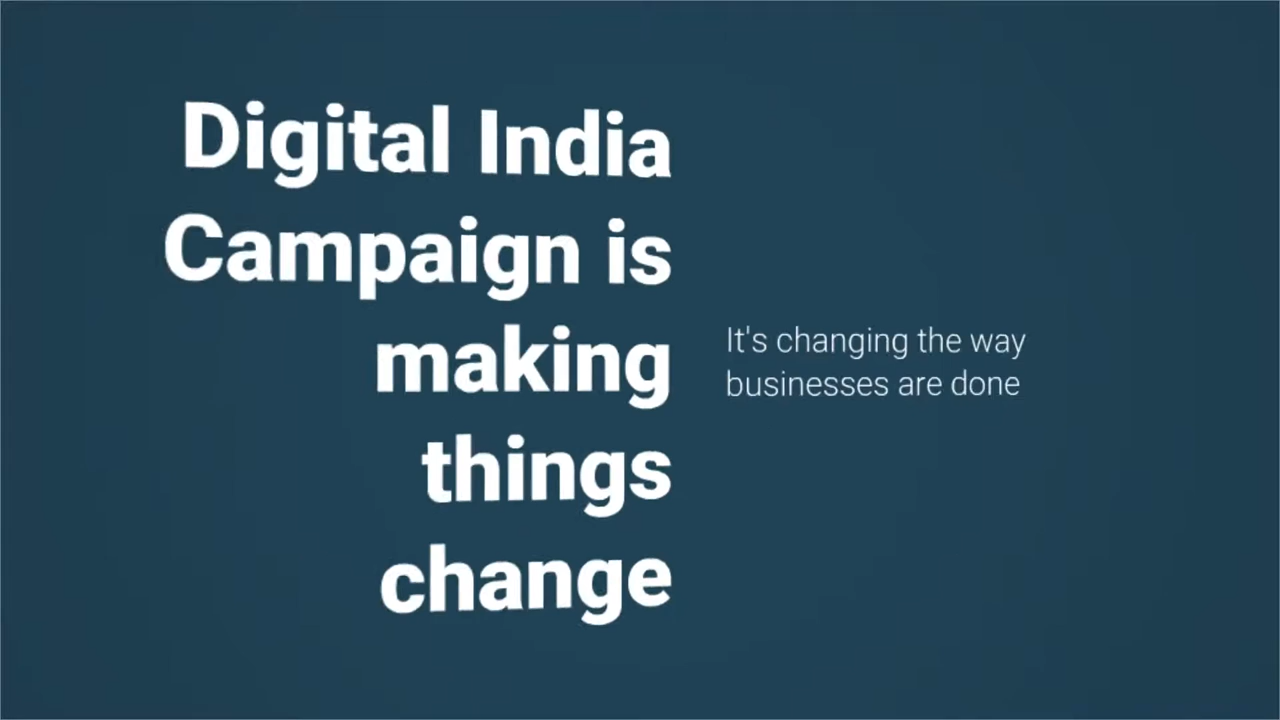 Digital India
Campaign is
making
things
change
It's changing the way
businesses are done